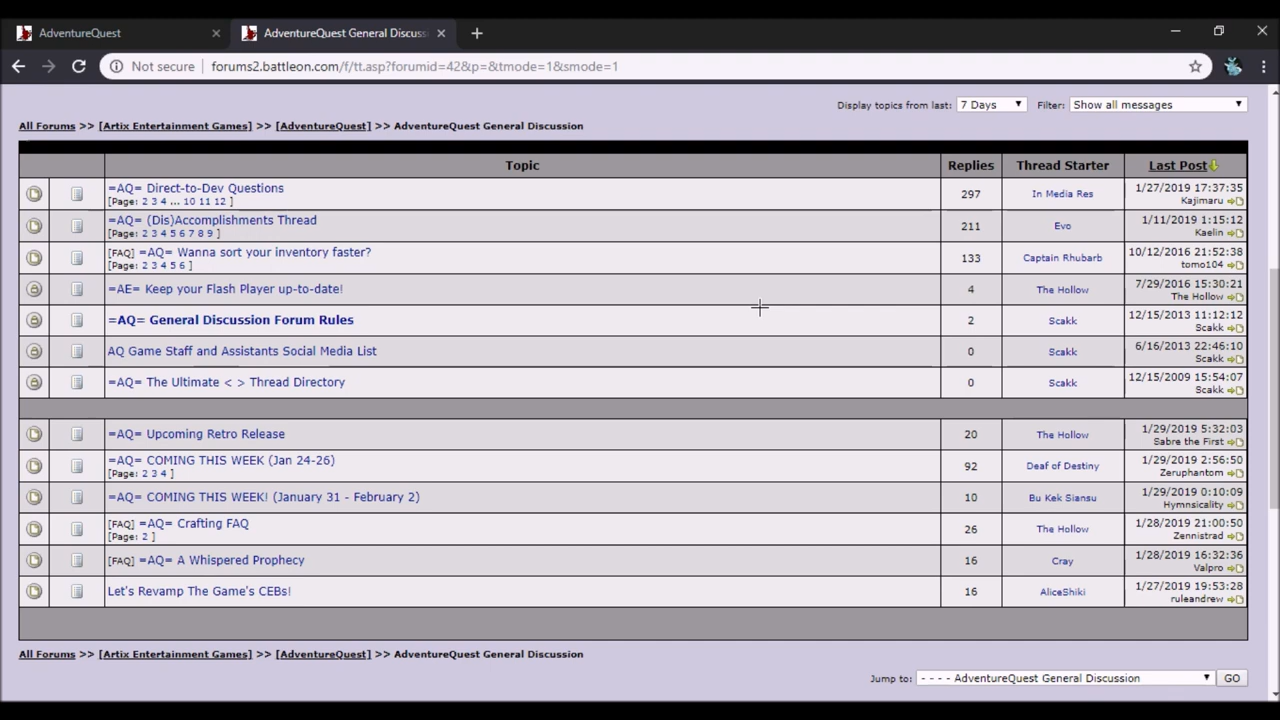 AdventureQuest
AdventureQuest General Discuss
Not secure
forums2.battleon.com/f/tt.asp?forumid=42&p=&tmode=1&smode=1
Display topics from last: 7 Days Filter: Show all messages
All Forums >> [Artix Entertainment Games] >> [AdventureQuest] >> AdventureQuest General Discussion
Topic Replies Thread Starter Last Post
=AQ= Direct-to-Dev Questions 297 In Media Res 1/27/2019 17:37:35
[Page: 2 3 4 ... 10 11 12 ] Kajimaru
=AQ= (Dis)Accomplishments Thread 211 Evo 1/11/2019 1:15:12
[Page: 2 3 4 5 6 7 8 9 ] Kaelin
[FAQ] =AQ= Wanna sort your inventory faster? 133 Captain Rhubarb 10/12/2016 21:52:38
[Page: 2 3 4 5 6 ] tomo104
=AE= Keep your Flash Player up-to-date! 4 The Hollow 7/29/2016 15:30:21
The Hollow
=AQ= General Discussion Forum Rules 2 Scakk 12/15/2013 11:12:12
Scakk
AQ Game Staff and Assistants Social Media List 0 Scakk 6/16/2013 22:46:10
Scakk
=AQ= The Ultimate < > Thread Directory 0 Scakk 12/15/2009 15:54:07
Scakk
=AQ= Upcoming Retro Release 20 The Hollow 1/29/2019 5:32:03
Sabre the First
=AQ= COMING THIS WEEK (Jan 24-26) 92 Deaf of Destiny 1/29/2019 2:56:50
[Page: 2 3 4 ] Zeruphantom
=AQ= COMING THIS WEEK! (January 31 - February 2) 10 Bu Kek Siansu 1/29/2019 0:10:09
Hymnsicality
[FAQ] =AQ= Crafting FAQ 26 The Hollow 1/28/2019 21:00:50
[Page: 2 ] Zennistrad
[FAQ] =AQ= A Whispered Prophecy 16 Cray 1/28/2019 16:32:36
Valpro
Let's Revamp The Game's CEBs! 16 AliceShiki 1/27/2019 19:53:28
ruleandrew
All Forums >> [Artix Entertainment Games] >> [AdventureQuest] >> AdventureQuest General Discussion
Jump to: - - - - AdventureQuest General Discussion GO